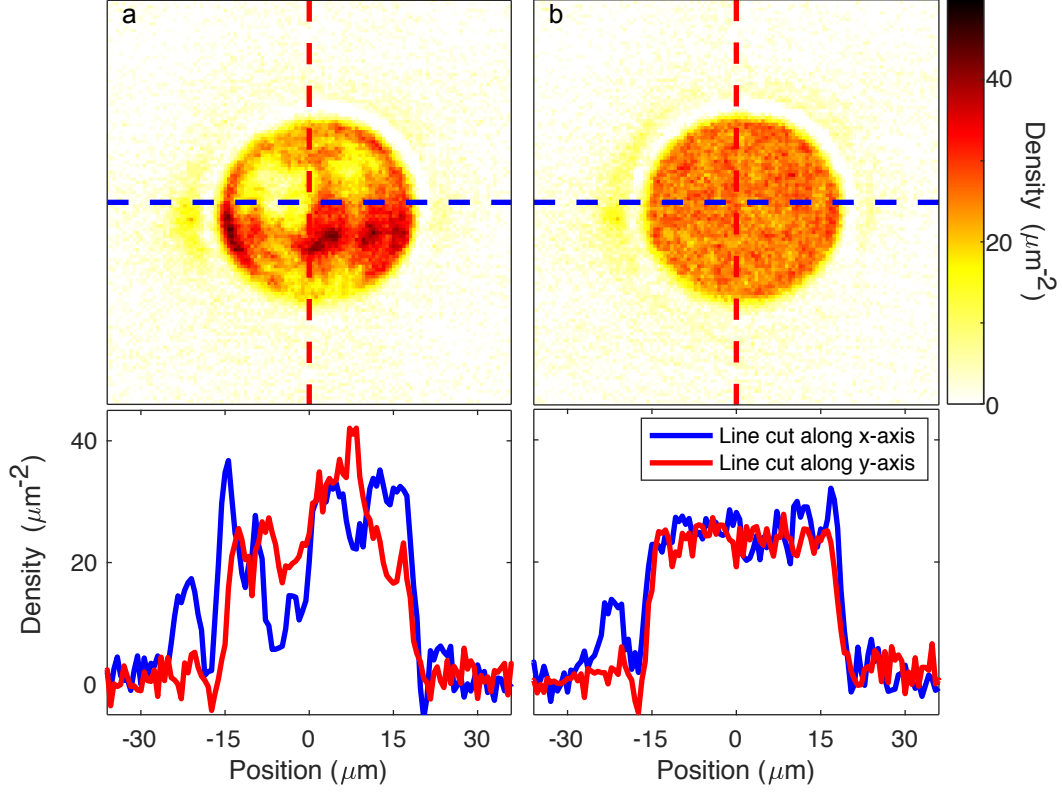 a
b
40
20
0
Density (μm-2)
40
20
0
Density (μm-2)
Line cut along x-axis
Line cut along y-axis
-30 -15 0 15 30
-30 -15 0 15 30
Position (μm)
Position (μm)